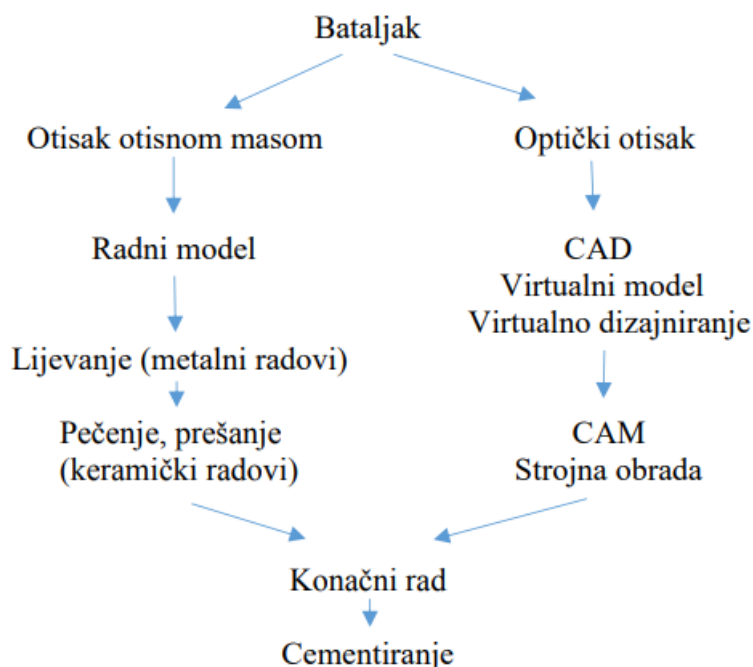 Bataljak
Otisak otisnom masom
Optički otisak
Radni model
CAD
Virtualni model
Virtualno dizajniranje
Lijevanje (metalni radovi)
Pečenje, prešanje
(keramički radovi)
CAM
Strojna obrada
Konačni rad
Cementiranje